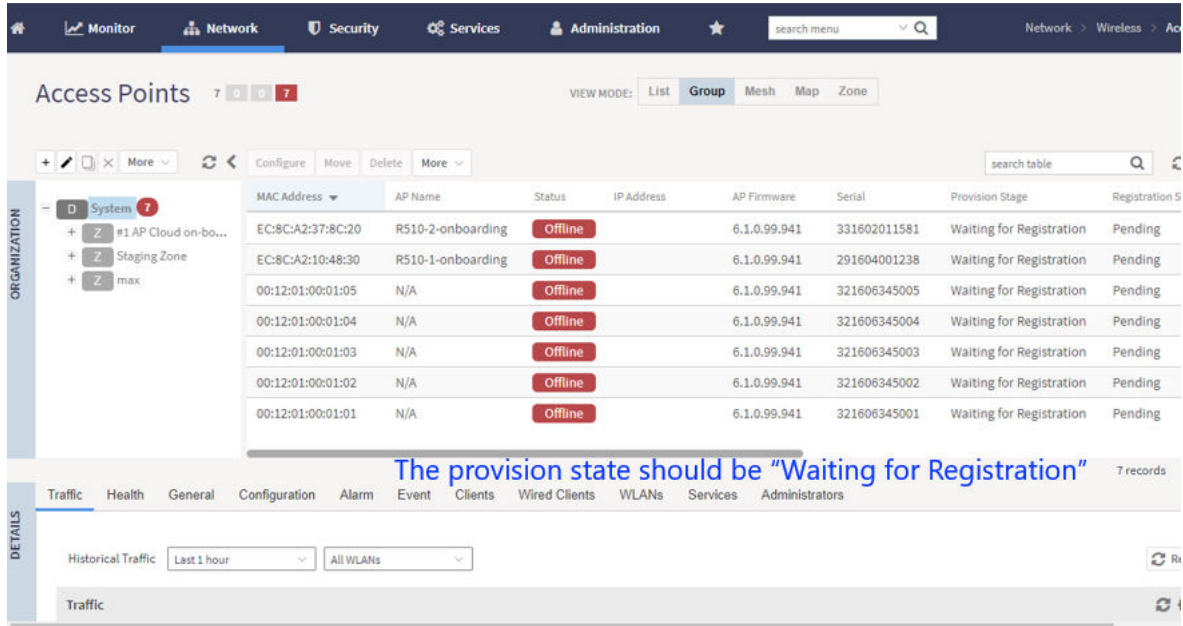 Monitor Network Security Services Administration search menu Network > Wireless >
Access Points 7 0 0 7 VIEW MODE: List Group Mesh Map Zone
+ More Configure Move Delete More search table
ORGANIZATION
D System 7
Z #1 AP Cloud on-bo...
Z Staging Zone
Z max
MAC Address AP Name Status IP Address AP Firmware Serial Provision Stage Registration S
EC:8C:A2:37:8C:20 R510-2-onboarding Offline 6.1.0.99.941 331602011581 Waiting for Registration Pending
EC:8C:A2:10:48:30 R510-1-onboarding Offline 6.1.0.99.941 291604001238 Waiting for Registration Pending
00:12:01:00:01:05 N/A Offline 6.1.0.99.941 321606345005 Waiting for Registration Pending
00:12:01:00:01:04 N/A Offline 6.1.0.99.941 321606345004 Waiting for Registration Pending
00:12:01:00:01:03 N/A Offline 6.1.0.99.941 321606345003 Waiting for Registration Pending
00:12:01:00:01:02 N/A Offline 6.1.0.99.941 321606345002 Waiting for Registration Pending
00:12:01:00:01:01 N/A Offline 6.1.0.99.941 321606345001 Waiting for Registration Pending
The provision state should be “Waiting for Registration”
7 records
DETAILS
Traffic Health General Configuration Alarm Event Clients Wired Clients WLANs Services Administrators
Historical Traffic Last 1 hour All WLANs
Traffic